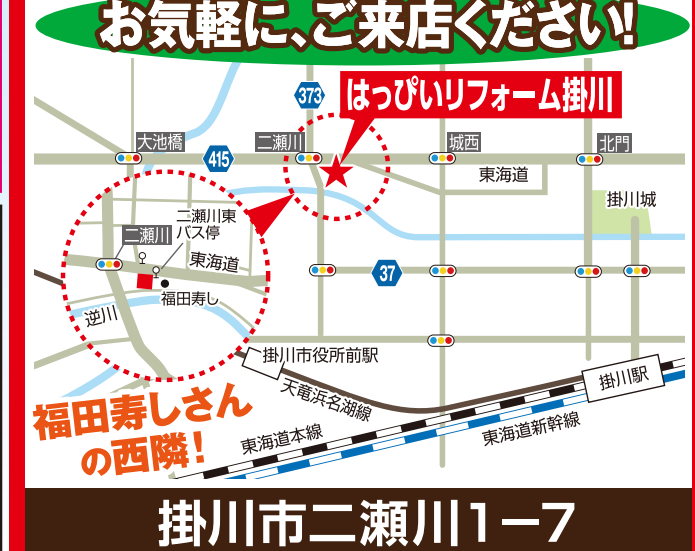 お気軽に、ご来店ください!
373
はっぴいリフォーム掛川
大池橋
415
二瀬川
城西
北門
東海道
掛川城
二瀬川東
バス停
二瀬川
東海道
37
福田寿し
逆川
掛川市役所前駅
掛川駅
天竜浜名湖線
福田寿しさん
の西隣!
東海道本線
東海道新幹線
掛川市二瀬川1−7